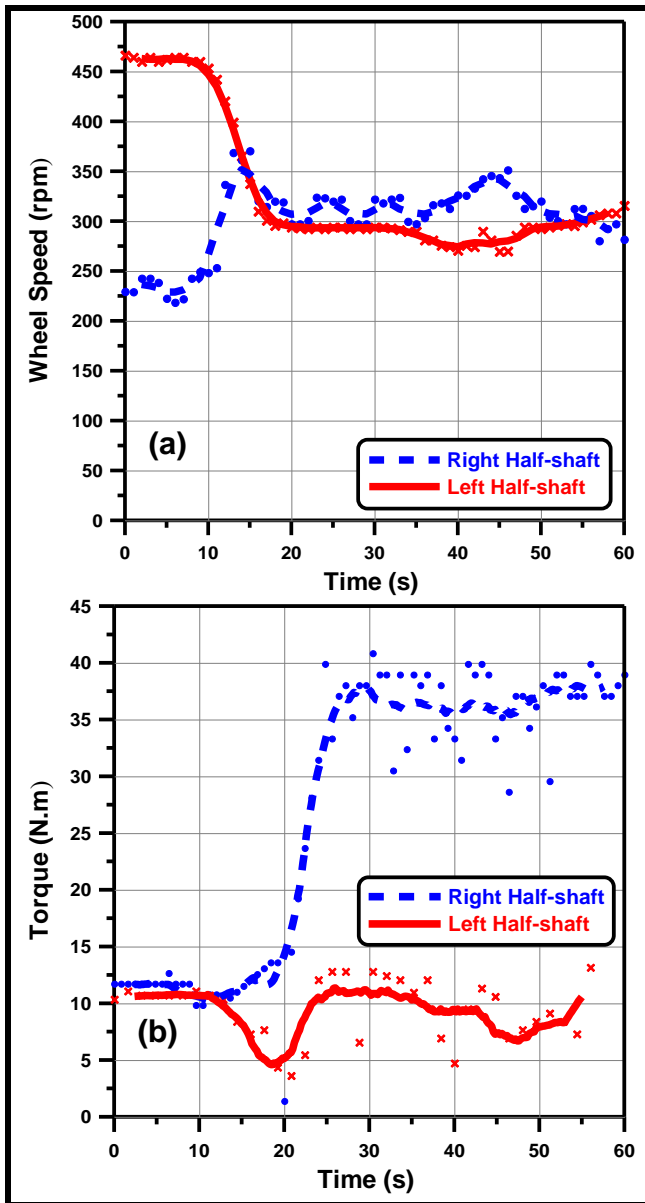 500
450
400
350
300
250
200
150
100
50
0
Wheel Speed (rpm)
(a)
Right Half-shaft
Left Half-shaft
0 10 20 30 40 50 60
Time (s)
45
40
35
30
25
20
15
10
5
0
Torque (N.m)
Right Half-shaft
Left Half-shaft
(b)
0 10 20 30 40 50 60
Time (s)